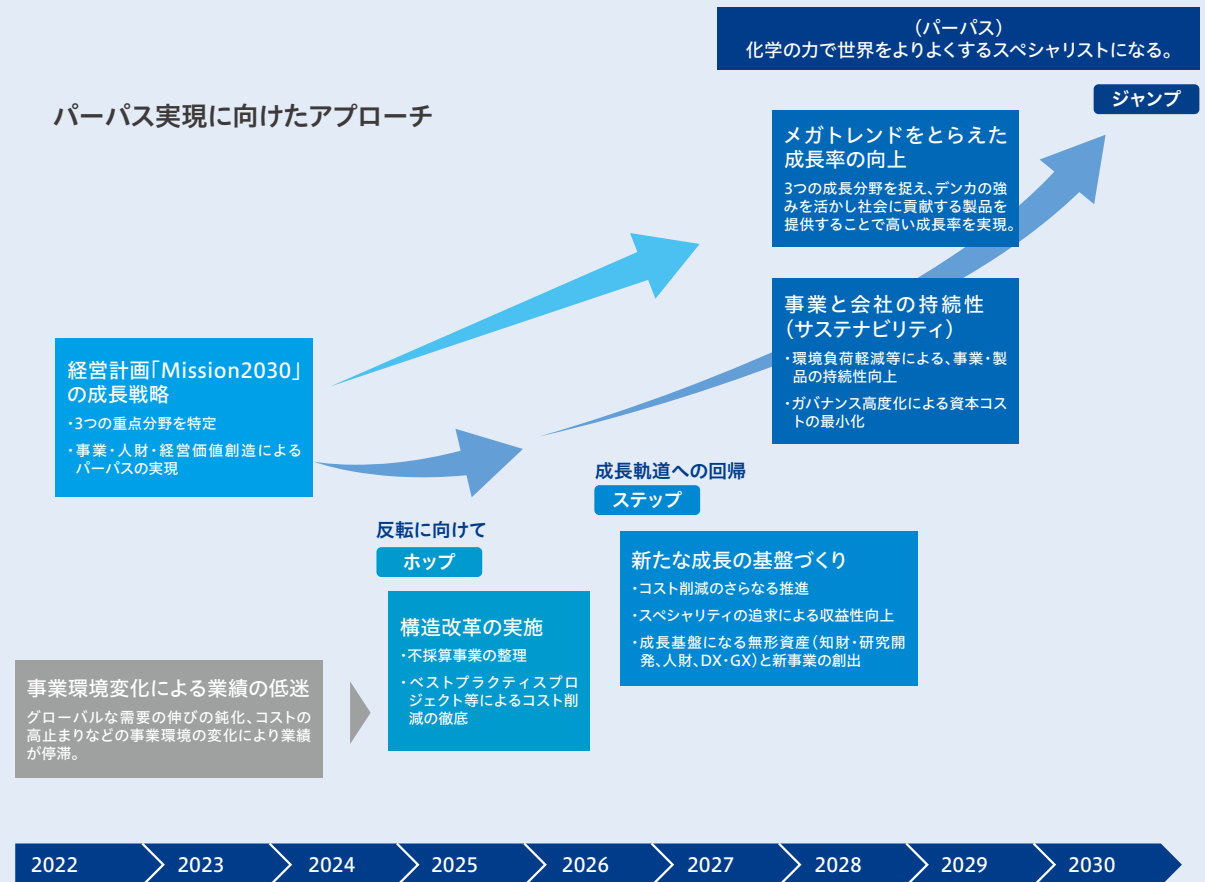 (パーパス)
化学の力で世界をよりよくするスペシャリストになる。
ジャンプ
パーパス実現に向けたアプローチ
メガトレンドをとらえた
成長率の向上
3つの成長分野を捉え、デンカの強
みを活かし社会に貢献する製品を
提供することで高い成長率を実現。
事業と会社の持続性
(サステナビリティ)
・環境負荷軽減等による、事業・製
品の持続性向上
・ガバナンス高度化による資本コス
トの最小化
経営計画「Mission2030」
の成長戦略
・3つの重点分野を特定
・事業・人財・経営価値創造による
パーパスの実現
成長軌道への回帰
ステップ
新たな成長の基盤づくり
・コスト削減のさらなる推進
・スペシャリティの追求による収益性向上
・成長基盤になる無形資産(知財・研究開
発、人財、DX・GX)と新事業の創出
反転に向けて
ホップ
構造改革の実施
・不採算事業の整理
・ベストプラクティスプロ
ジェクト等によるコスト削
減の徹底
事業環境変化による業績の低迷
グローバルな需要の伸びの鈍化、コストの
高止まりなどの事業環境の変化により業績
が停滞。
2022 2023 2024 2025 2026 2027 2028 2029 2030